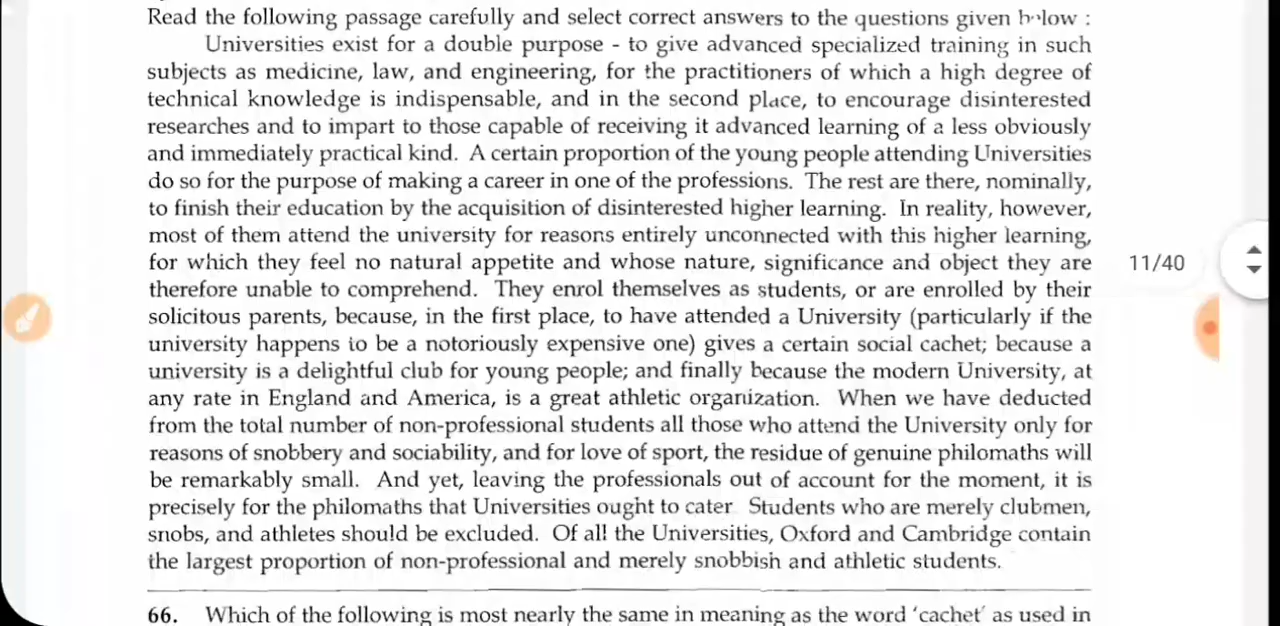 Read the following passage carefully and select correct answers to the questions given below :
Universities exist for a double purpose - to give advanced specialized training in such
subjects as medicine, law, and engineering, for the practitioners of which a high degree of
technical knowledge is indispensable, and in the second place, to encourage disinterested
researches and to impart to those capable of receiving it advanced learning of a less obviously
and immediately practical kind. A certain proportion of the young people attending Universities
do so for the purpose of making a career in one of the professions. The rest are there, nominally,
to finish their education by the acquisition of disinterested higher learning. In reality, however,
most of them attend the university for reasons entirely unconnected with this higher learning,
for which they feel no natural appetite and whose nature, significance and object they are
11/40
therefore unable to comprehend. They enrol themselves as students, or are enrolled by their
solicitous parents, because, in the first place, to have attended a University (particularly if the
university happens to be a notoriously expensive one) gives a certain social cachet; because a
university is a delightful club for young people; and finally because the modern University, at
any rate in England and America, is a great athletic organization. When we have deducted
from the total number of non-professional students all those who attend the University only for
reasons of snobbery and sociability, and for love of sport, the residue of genuine philomaths will
be remarkably small. And yet, leaving the professionals out of account for the moment, it is
precisely for the philomaths that Universities ought to cater. Students who are merely clubmen,
snobs, and athletes should be excluded. Of all the Universities, Oxford and Cambridge contain
the largest proportion of non-professional and merely snobbish and athletic students.
66. Which of the following is most nearly the same in meaning as the word 'cachet' as used in